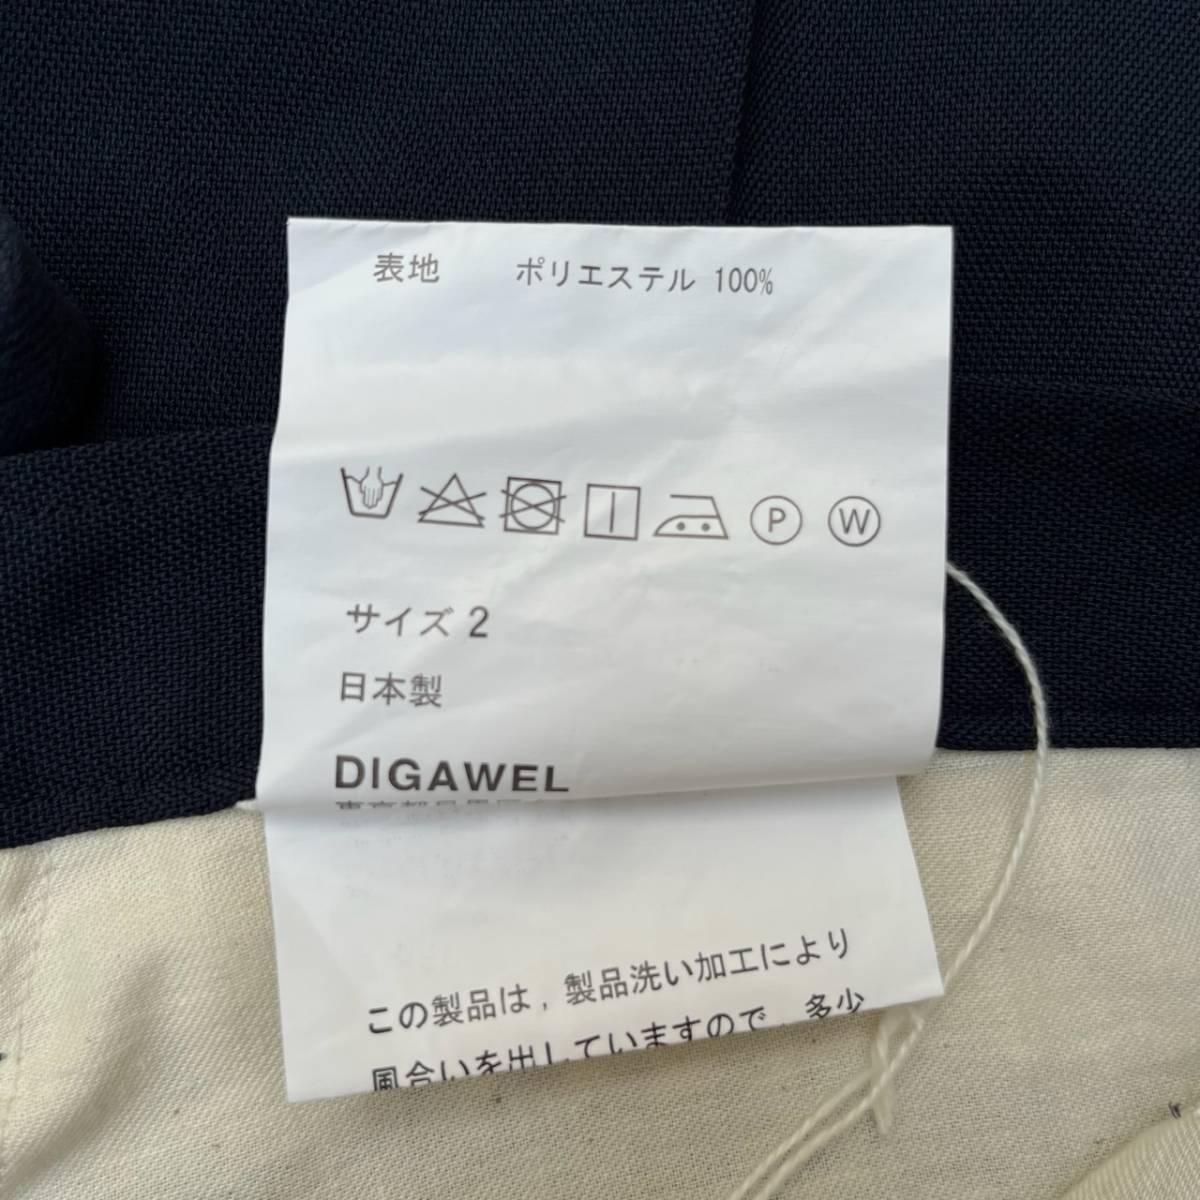 表地 ポリエステル 100%
P W
サイズ 2
日本製
DIGAWEL
この製品は, 製品洗い加工により
風合いを出していますので, 多少